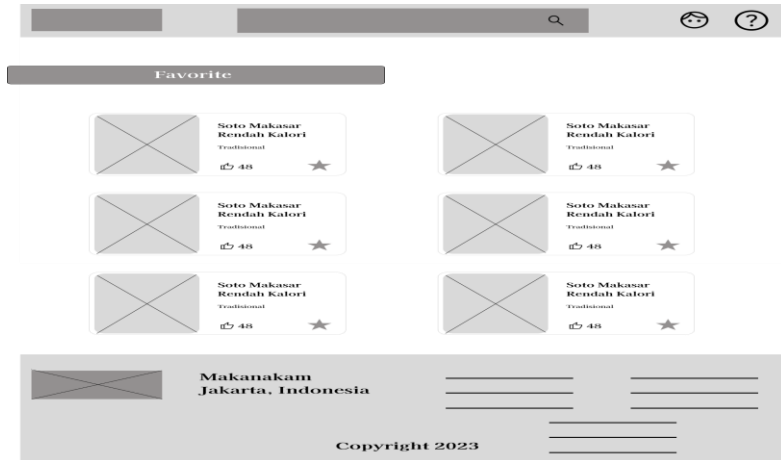 Favorite
Soto Makasar
Rendah Kalori
Tradisional
48
Soto Makasar
Rendah Kalori
Tradisional
48
Soto Makasar
Rendah Kalori
Tradisional
48
Soto Makasar
Rendah Kalori
Tradisional
48
Soto Makasar
Rendah Kalori
Tradisional
48
Soto Makasar
Rendah Kalori
Tradisional
48
Makanakam
Jakarta, Indonesia
Copyright 2023